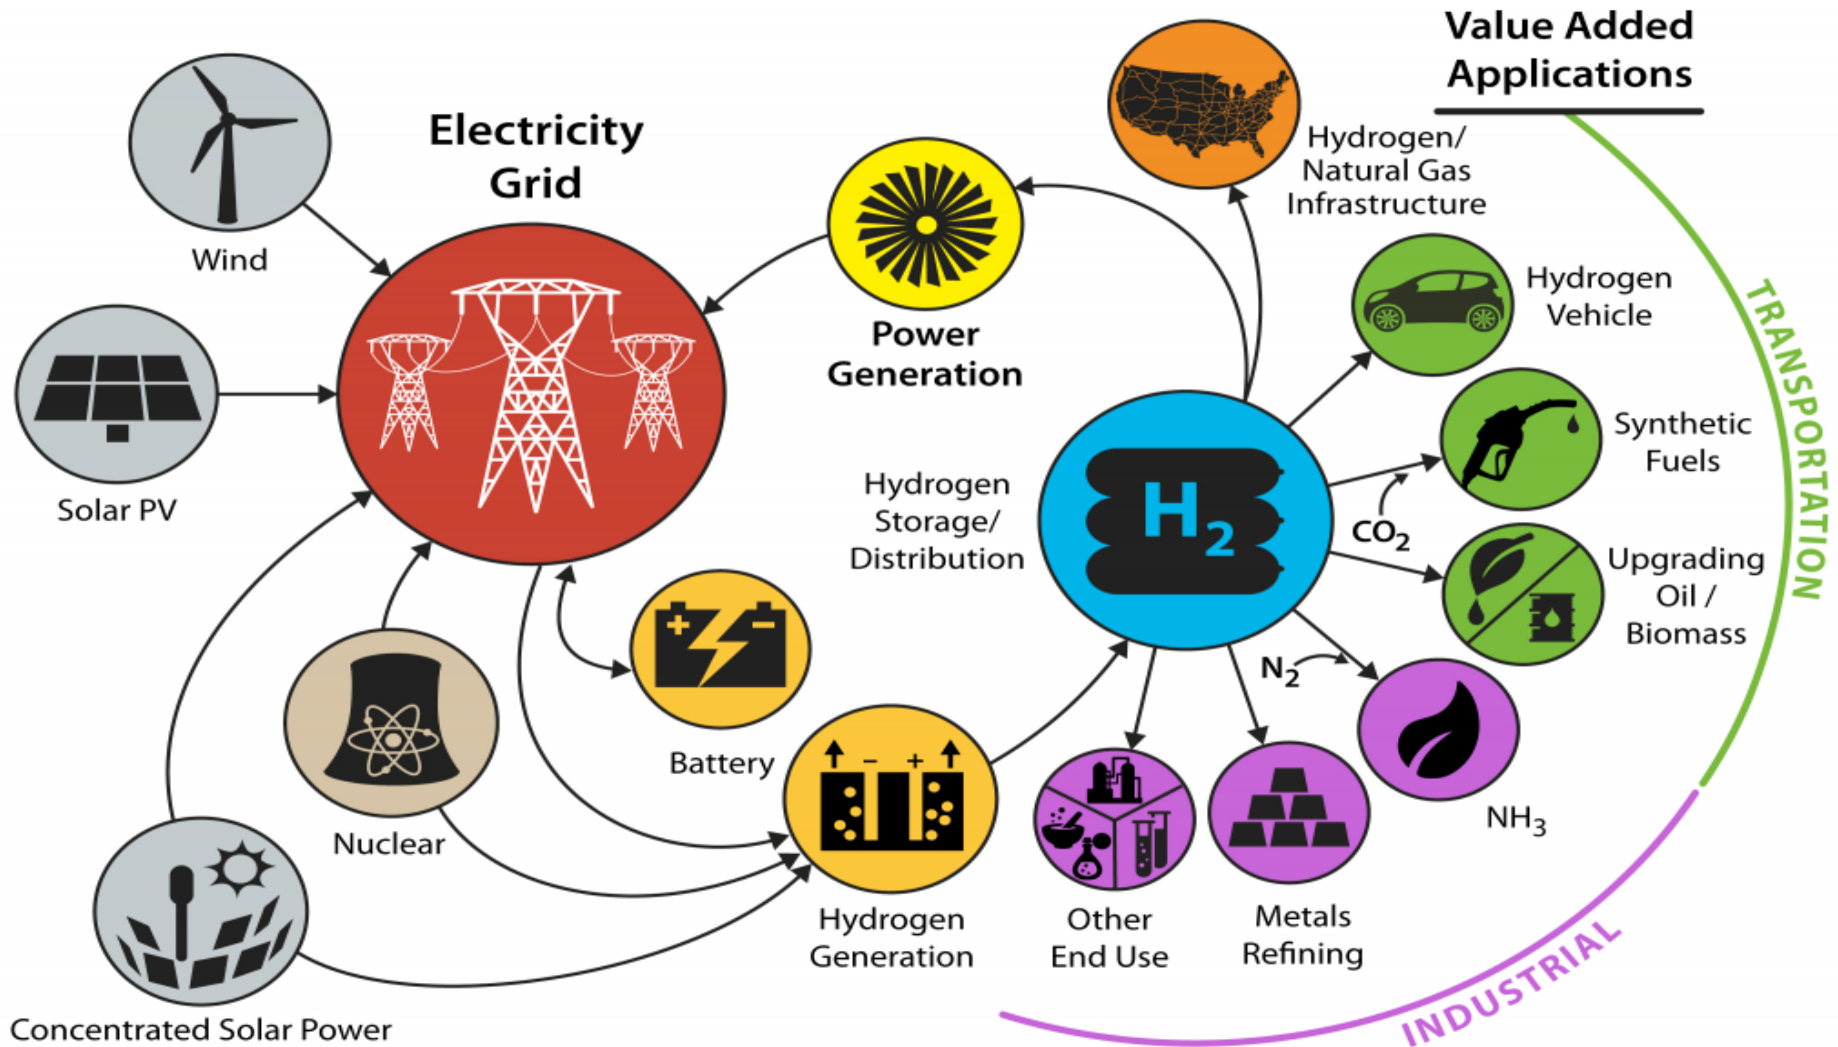 Value Added
Applications
Electricity
Grid
Wind
Solar PV
Power
Generation
Hydrogen/
Natural Gas
Infrastructure
Hydrogen
Vehicle
Synthetic
Fuels
CO₂
Upgrading
Oil /
Biomass
TRANSPORTATION
Hydrogen
Storage/
Distribution
H₂
N₂
NH₃
+ −
Battery
Nuclear
− +
Hydrogen
Generation
Other
End Use
Metals
Refining
INDUSTRIAL
Concentrated Solar Power